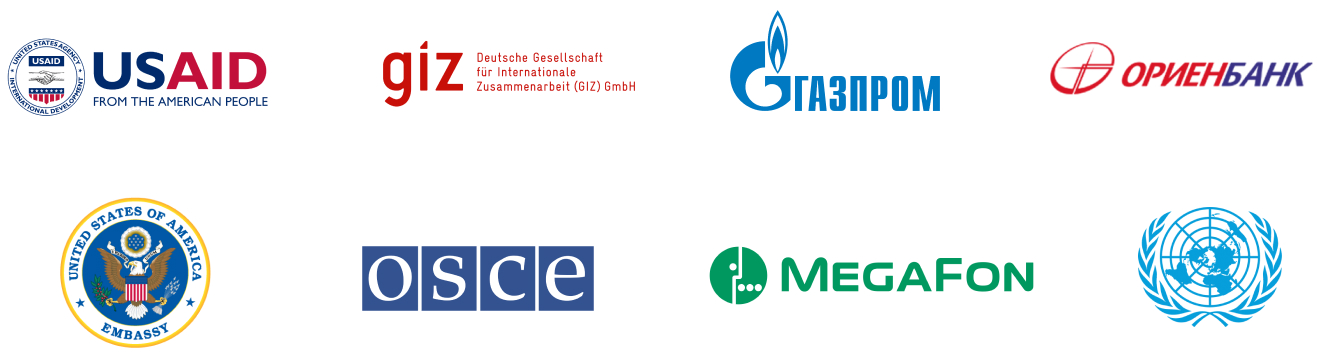 UNITED STATES AGENCY
USAID
INTERNATIONAL DEVELOPMENT
USAID
FROM THE AMERICAN PEOPLE
giz
Deutsche Gesellschaft
für Internationale
Zusammenarbeit (GIZ) GmbH
ГАЗПРОМ
ОРИЕНБАНК
UNITED STATES OF AMERICA
EMBASSY
osce
MEGAFON